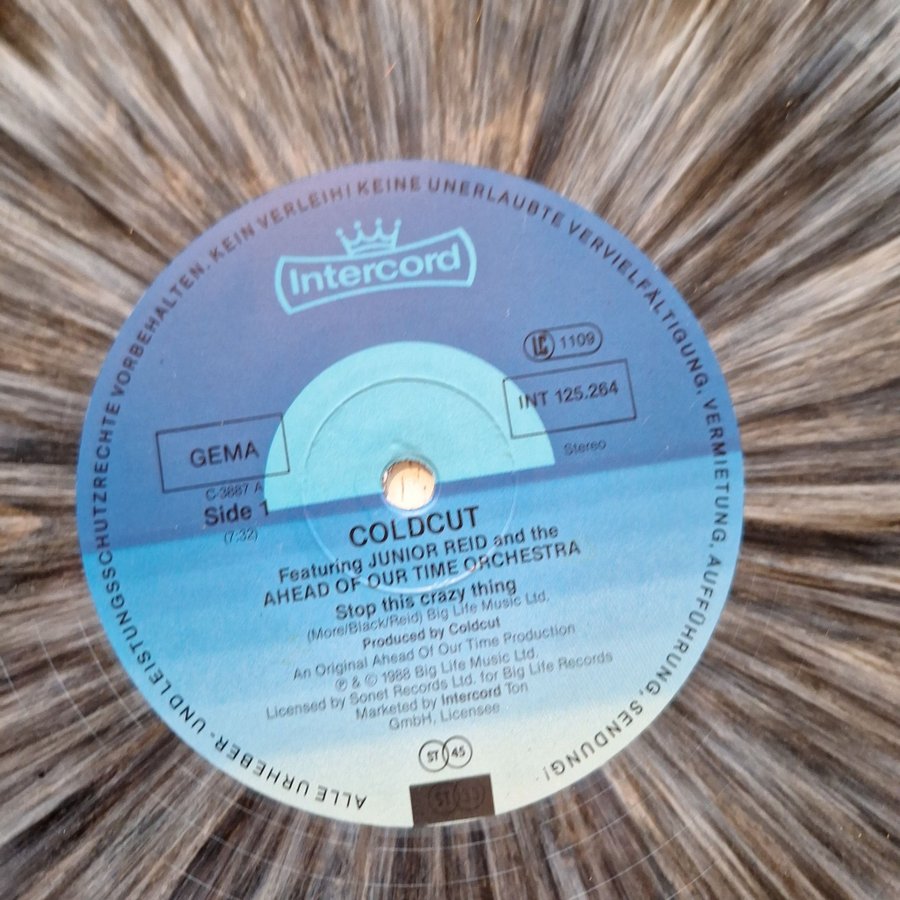 ALLE URHEBER- UND LEISTUNGSSCHUTZRECHTE VORBEHALTEN. KEIN VERLEIH! KEINE UNERLAUBTE VERVIELFÄLTIGUNG, VERMIETUNG, AUFFÜHRUNG, SENDUNG!
Intercord
LC 1109
INT 125.264
Stereo
GEMA
C-3887 A
Side 1
(7:32)
COLDCUT
Featuring JUNIOR REID and the
AHEAD OF OUR TIME ORCHESTRA
Stop this crazy thing
(More/Black/Reid) Big Life Music Ltd.
Produced by Coldcut
An Original Ahead Of Our Time Production
℗ & © 1988 Big Life Music Ltd.
Licensed by Sonet Records Ltd. for Big Life Records
Marketed by Intercord Ton
GmbH, Licensee
ST 45